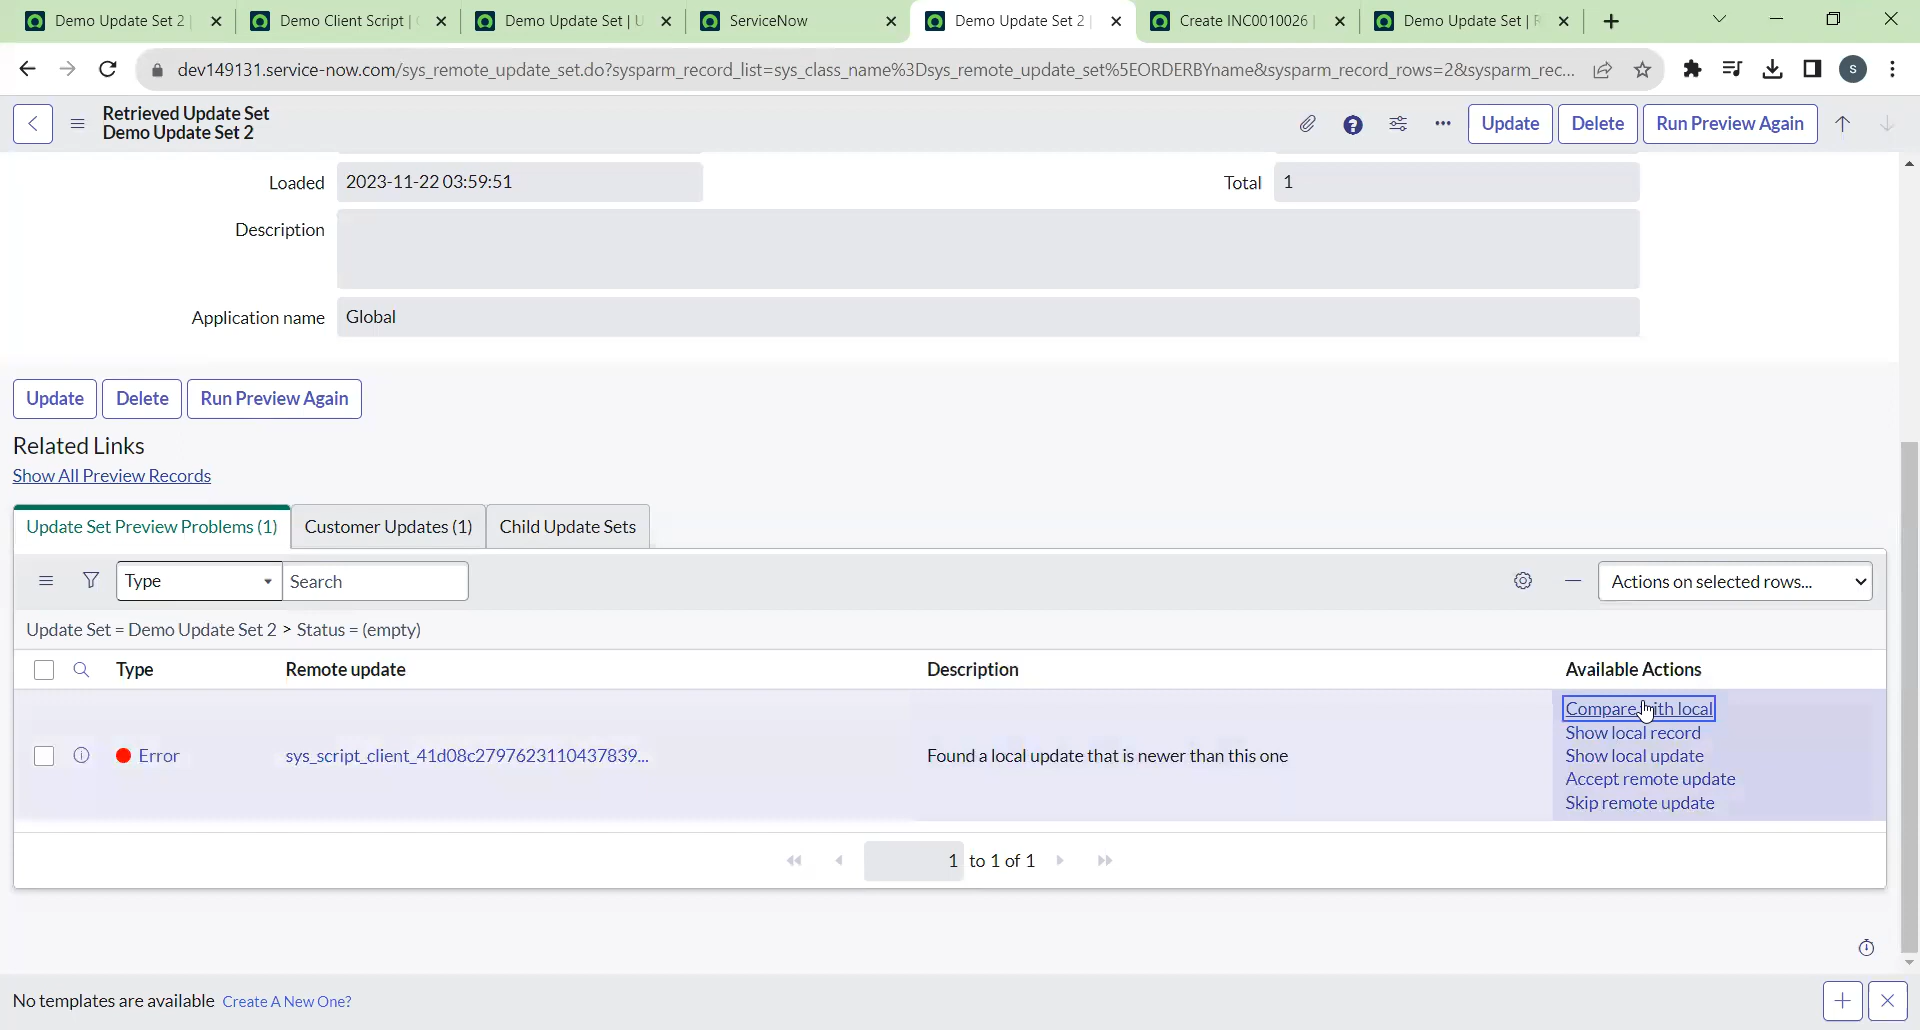 Demo Update Set 2
Demo Client Script |
Demo Update Set | U
ServiceNow
Demo Update Set 2 |
Create INC0010026
Demo Update Set | R
dev149131.service-now.com/sys_remote_update_set.do?sysparm_record_list=sys_class_name%3Dsys_remote_update_set%5EORDERBYname&sysparm_record_rows=2&sysparm_rec...
S
Retrieved Update Set
Demo Update Set 2
Update
Delete
Run Preview Again
Loaded
2023-11-22 03:59:51
Total
1
Description
Application name
Global
Update
Delete
Run Preview Again
Related Links
Show All Preview Records
Update Set Preview Problems (1)
Customer Updates (1)
Child Update Sets
Type
Search
Actions on selected rows...
Update Set = Demo Update Set 2 > Status = (empty)
Type
Remote update
Description
Available Actions
Error
sys_script_client_41d08c2797623110437839...
Found a local update that is newer than this one
Compare with local
Show local record
Show local update
Accept remote update
Skip remote update
1 to 1 of 1
No templates are available Create A New One?